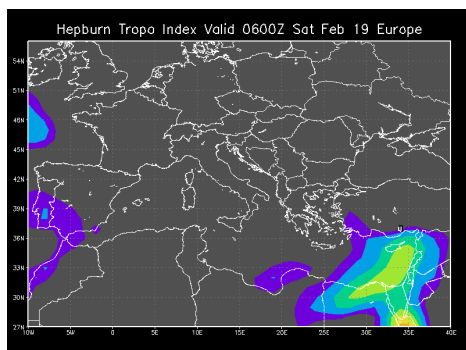 Hepburn Tropo Index Valid 0600Z Sat Feb 19 Europe
54N
51N
48N
45N
42N
39N
36N
33N
30N
27N
10W 5W 0 5E 10E 15E 20E 25E 30E 35E 40E